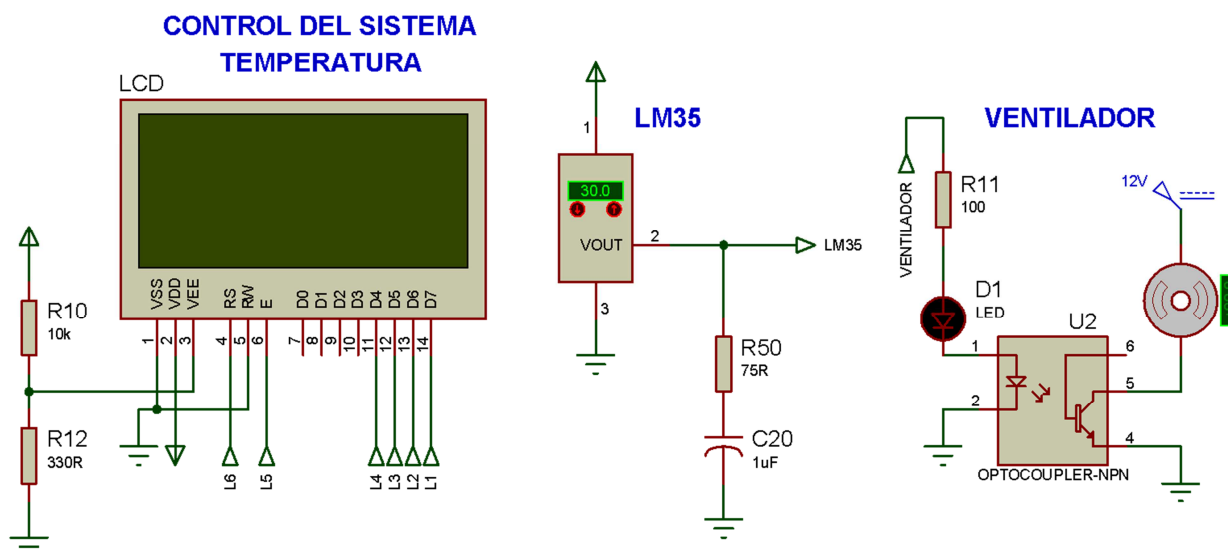 CONTROL DEL SISTEMA
TEMPERATURA
LCD
VSS
VDD
VEE
RS
RW
E
D0
D1
D2
D3
D4
D5
D6
D7
1
2
3
4
5
6
7
8
9
10
11
12
13
14
R10
10k
R12
330R
L6
L5
L4
L3
L2
L1
LM35
1
30.0
VOUT
2
LM35
3
R50
75R
C20
1uF
VENTILADOR
VENTILADOR
R11
100
12V
D1
LED
U2
1
2
6
5
4
OPTOCOUPLER-NPN